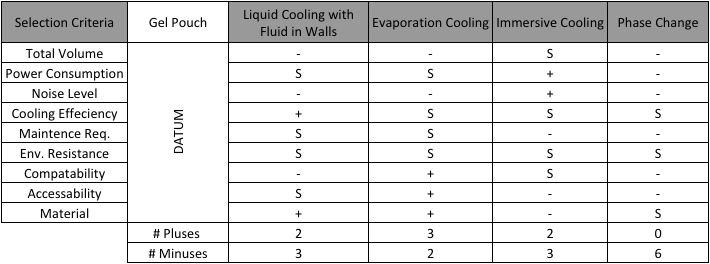 Selection Criteria Gel Pouch Liquid Cooling with Fluid in Walls Evaporation Cooling Immersive Cooling Phase Change
Total Volume - - S -
Power Consumption S S + -
Noise Level - - + -
Cooling Effeciency + S S S
Maintence Req. S S - -
Env. Resistance S S S S
Compatability - + S -
Accessability S + - -
Material + + - S
DATUM
# Pluses 2 3 2 0
# Minuses 3 2 3 6